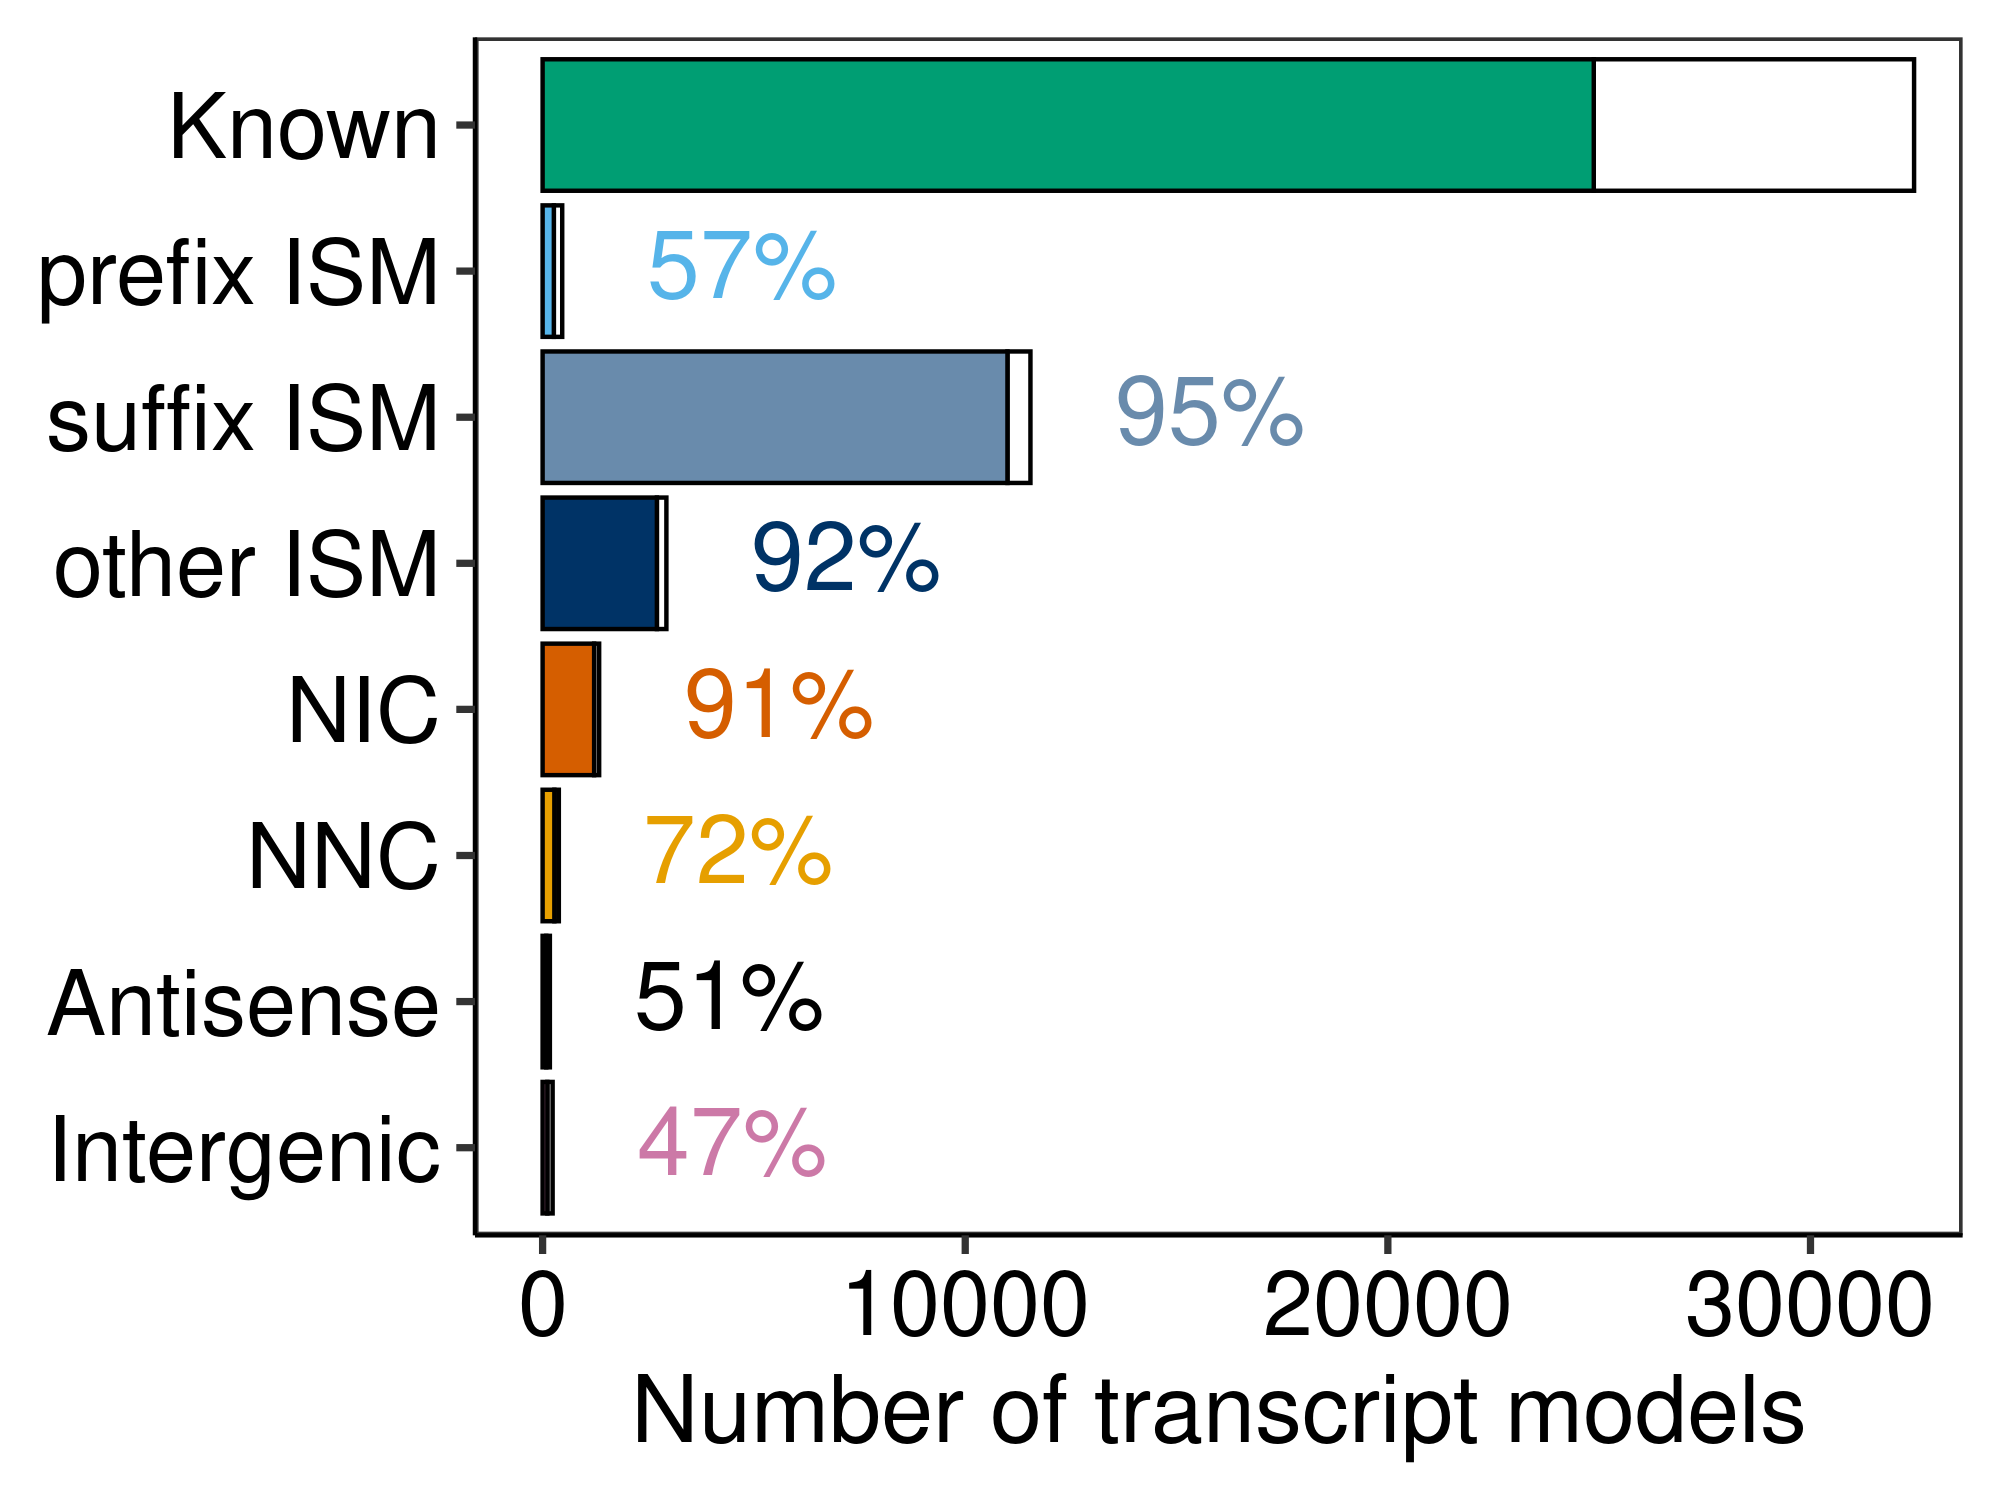 Known
prefix ISM 57%
suffix ISM 95%
other ISM 92%
NIC 91%
NNC 72%
Antisense 51%
Intergenic 47%
0 10000 20000 30000
Number of transcript models